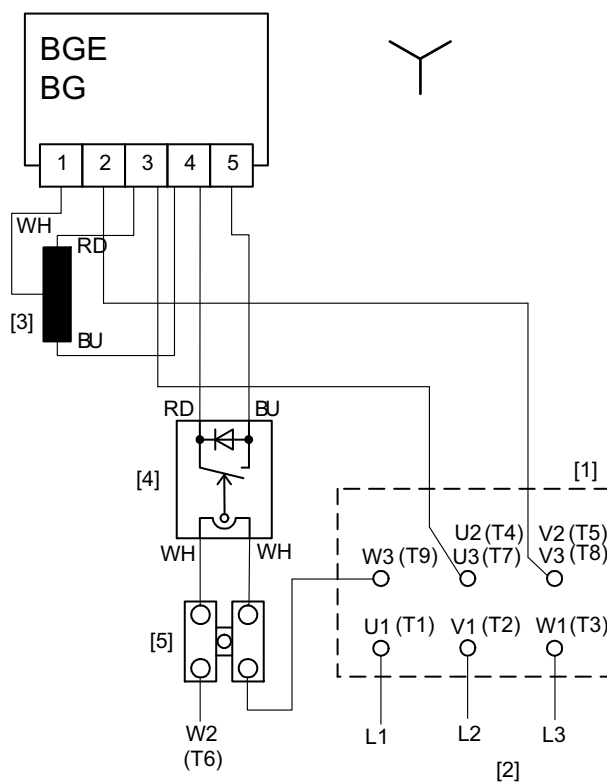 BGE
BG
1 2 3 4 5
WH
RD
[3]
BU
RD BU
[4]
[1]
WH WH
U2 (T4) V2 (T5)
W3 (T9) U3 (T7) V3 (T8)
[5]
U1 (T1) V1 (T2) W1 (T3)
W2
(T6)
L1 L2 L3
[2]